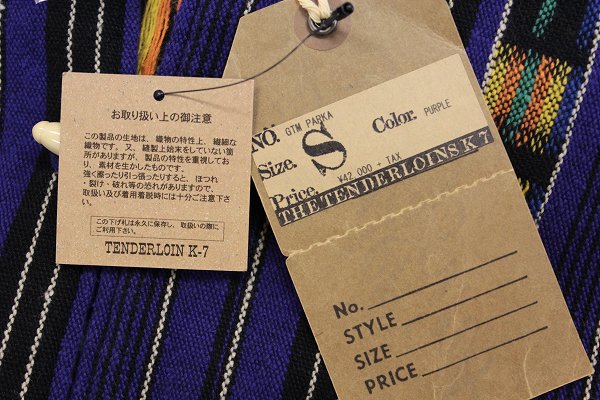 お取り扱い上の御注意
この製品の生地は、織物の特性上、繊細な
織物です。又、縫製上始末をしていない箇
所がありますが、製品の特性を重視してお
り、素材を生かしたものです。
強く擦ったり引っ張ったりすると、ほつれ
・裂け・破れ等の恐れがありますので、
取扱い及び着用着脱時には十分ご注意下さ
い。
この下げ札は永久に保存し、取扱いの際に
ご利用下さい。
TENDERLOIN K-7
NO. GTM PARKA
Size. S Color. PURPLE
Price. ¥42,000 + TAX
THE TENDERLOINS K 7
No.
STYLE
SIZE
PRICE